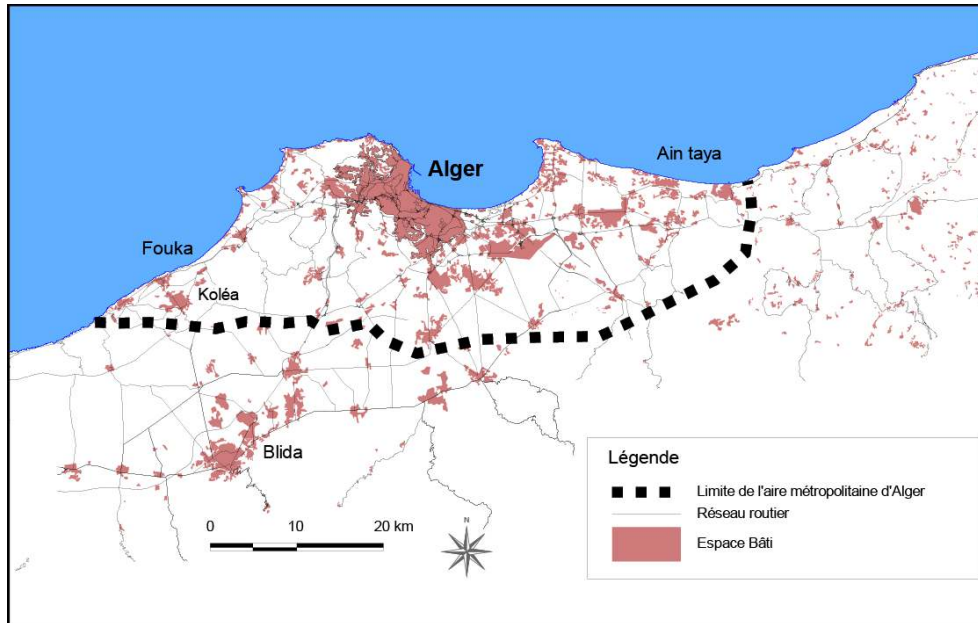 Ain taya
Alger
Fouka
Koléa
Blida
Légende
Limite de l'aire métropolitaine d'Alger
Réseau routier
Espace Bâti
0 10 20 km
N